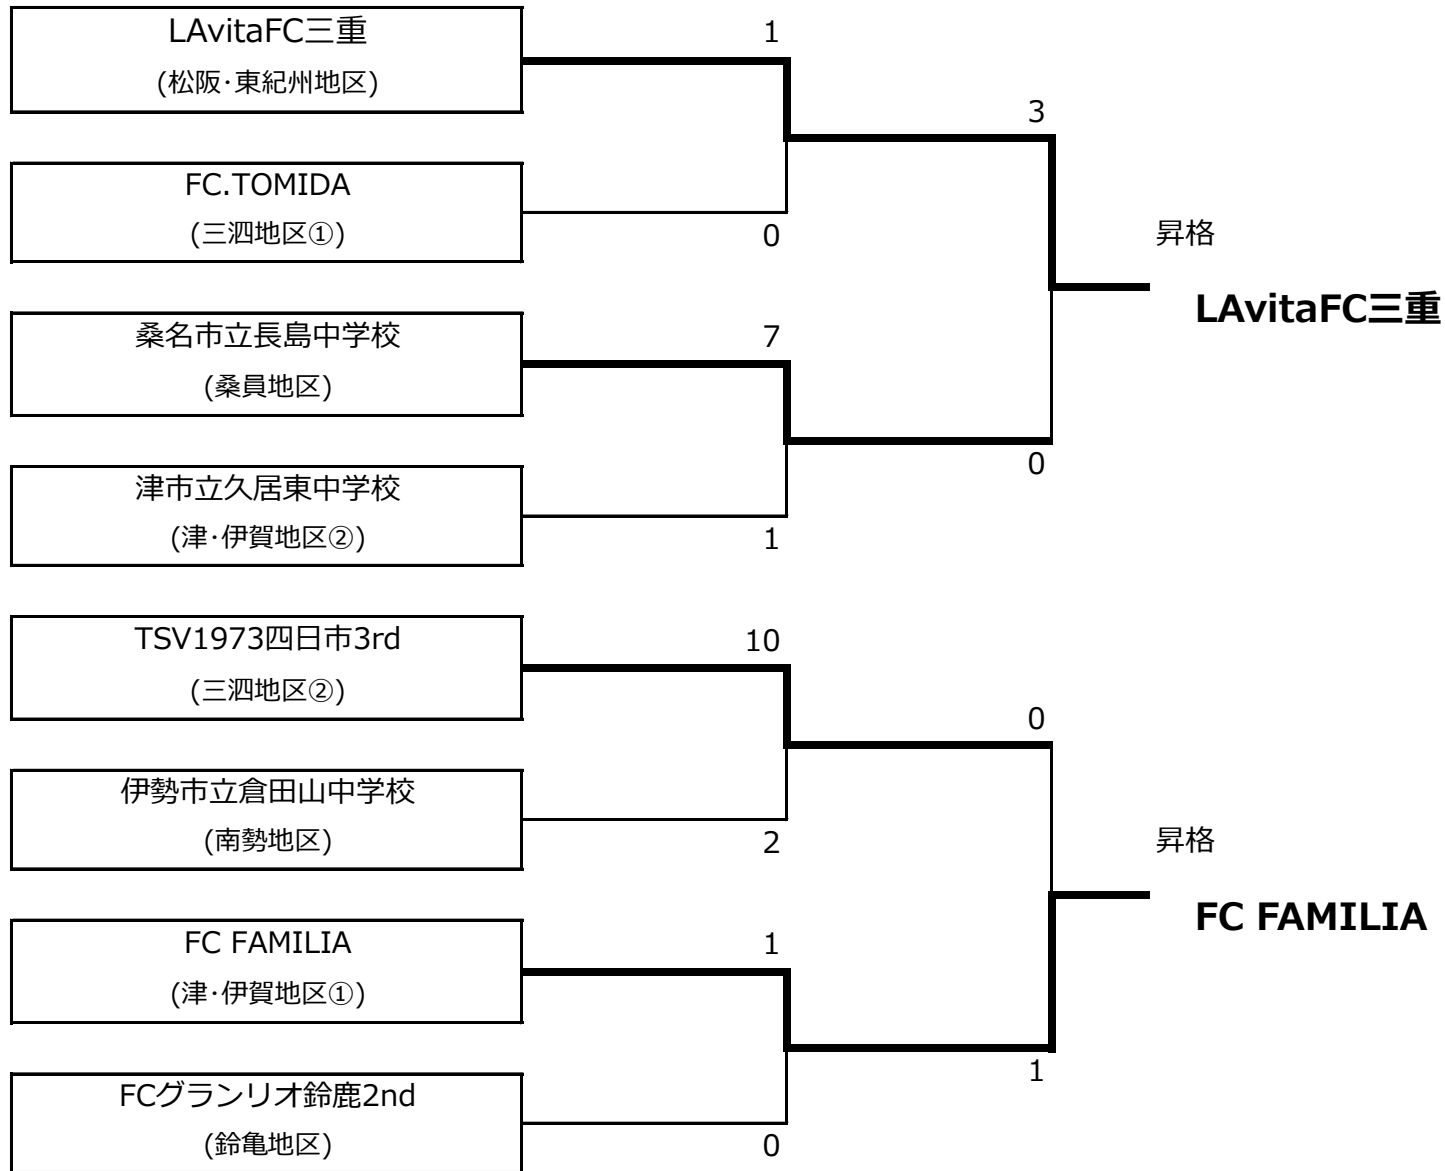 LAvitaFC三重
(松阪･東紀州地区)
1
3
FC.TOMIDA
(三泗地区①)
0
昇格
LAvitaFC三重
桑名市立長島中学校
(桑員地区)
7
0
津市立久居東中学校
(津･伊賀地区②)
1
TSV1973四日市3rd
(三泗地区②)
10
0
伊勢市立倉田山中学校
(南勢地区)
2
昇格
FC FAMILIA
FC FAMILIA
(津･伊賀地区①)
1
1
FCグランリオ鈴鹿2nd
(鈴亀地区)
0